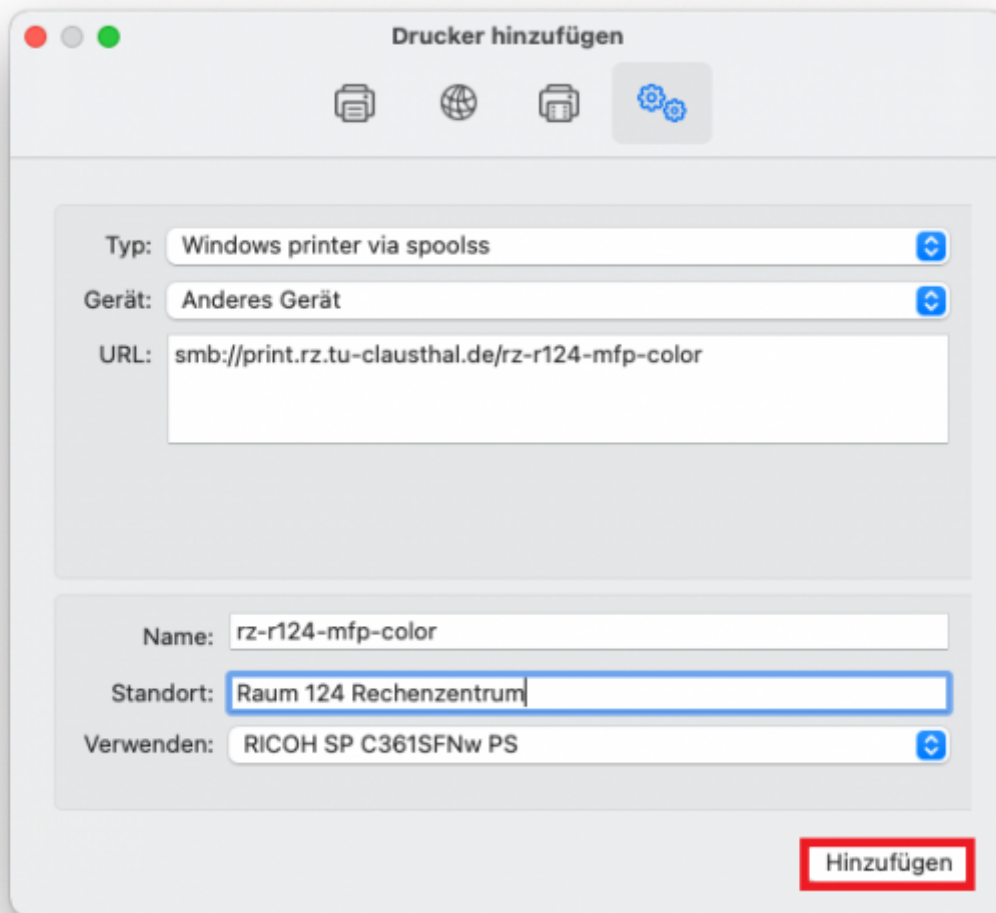 Drucker hinzufügen
Typ: Windows printer via spoolss
Gerät: Anderes Gerät
URL: smb://print.rz.tu-clausthal.de/rz-r124-mfp-color
Name: rz-r124-mfp-color
Standort: Raum 124 Rechenzentrum
Verwenden: RICOH SP C361SFNw PS
Hinzufügen